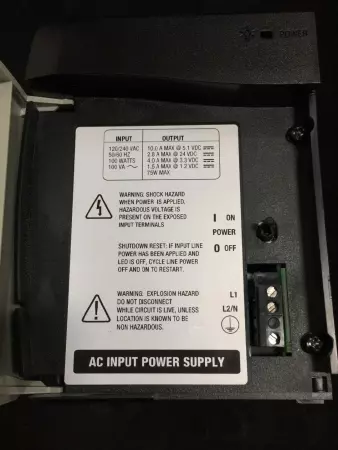 POWER
INPUT OUTPUT
120/240 VAC 10.0 A MAX @ 5.1 VDC
50/60 HZ 2.8 A MAX @ 24 VDC
100 WATTS 4.0 A MAX @ 3.3 VDC
100 VA 1.5 A MAX @ 1.2 VDC
75W MAX
WARNING: SHOCK HAZARD
WHEN POWER IS APPLIED,
HAZARDOUS VOLTAGE IS
PRESENT ON THE EXPOSED
INPUT TERMINALS
I ON
POWER
O OFF
SHUTDOWN RESET: IF INPUT LINE
POWER HAS BEEN APPLIED AND
LED IS OFF, CYCLE LINE POWER
OFF AND ON TO RESTART.
WARNING: EXPLOSION HAZARD
DO NOT DISCONNECT
WHILE CIRCUIT IS LIVE, UNLESS
LOCATION IS KNOWN TO BE
NON HAZARDOUS.
L1
L2/N
AC INPUT POWER SUPPLY